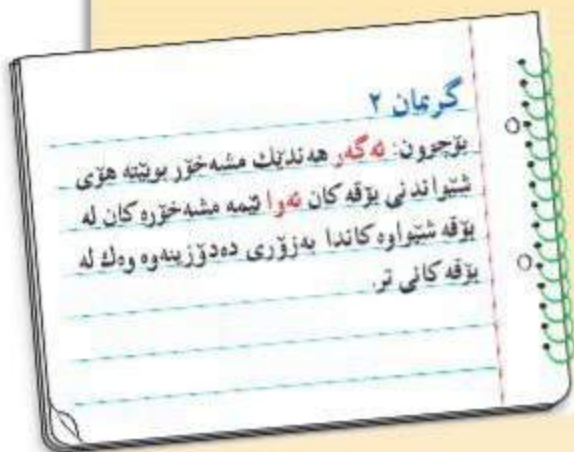 گریمان ٢
بۆچوون: ئەگەر هەندێك مشەخۆر بوبێتە هۆی
شێواندنی بۆقەکان ئەوا ئێمە مشەخۆرەکان لە
بۆقە شێواوەکاندا بەزۆری دەدۆزینەوە وەك لە
بۆقەکانی تر.